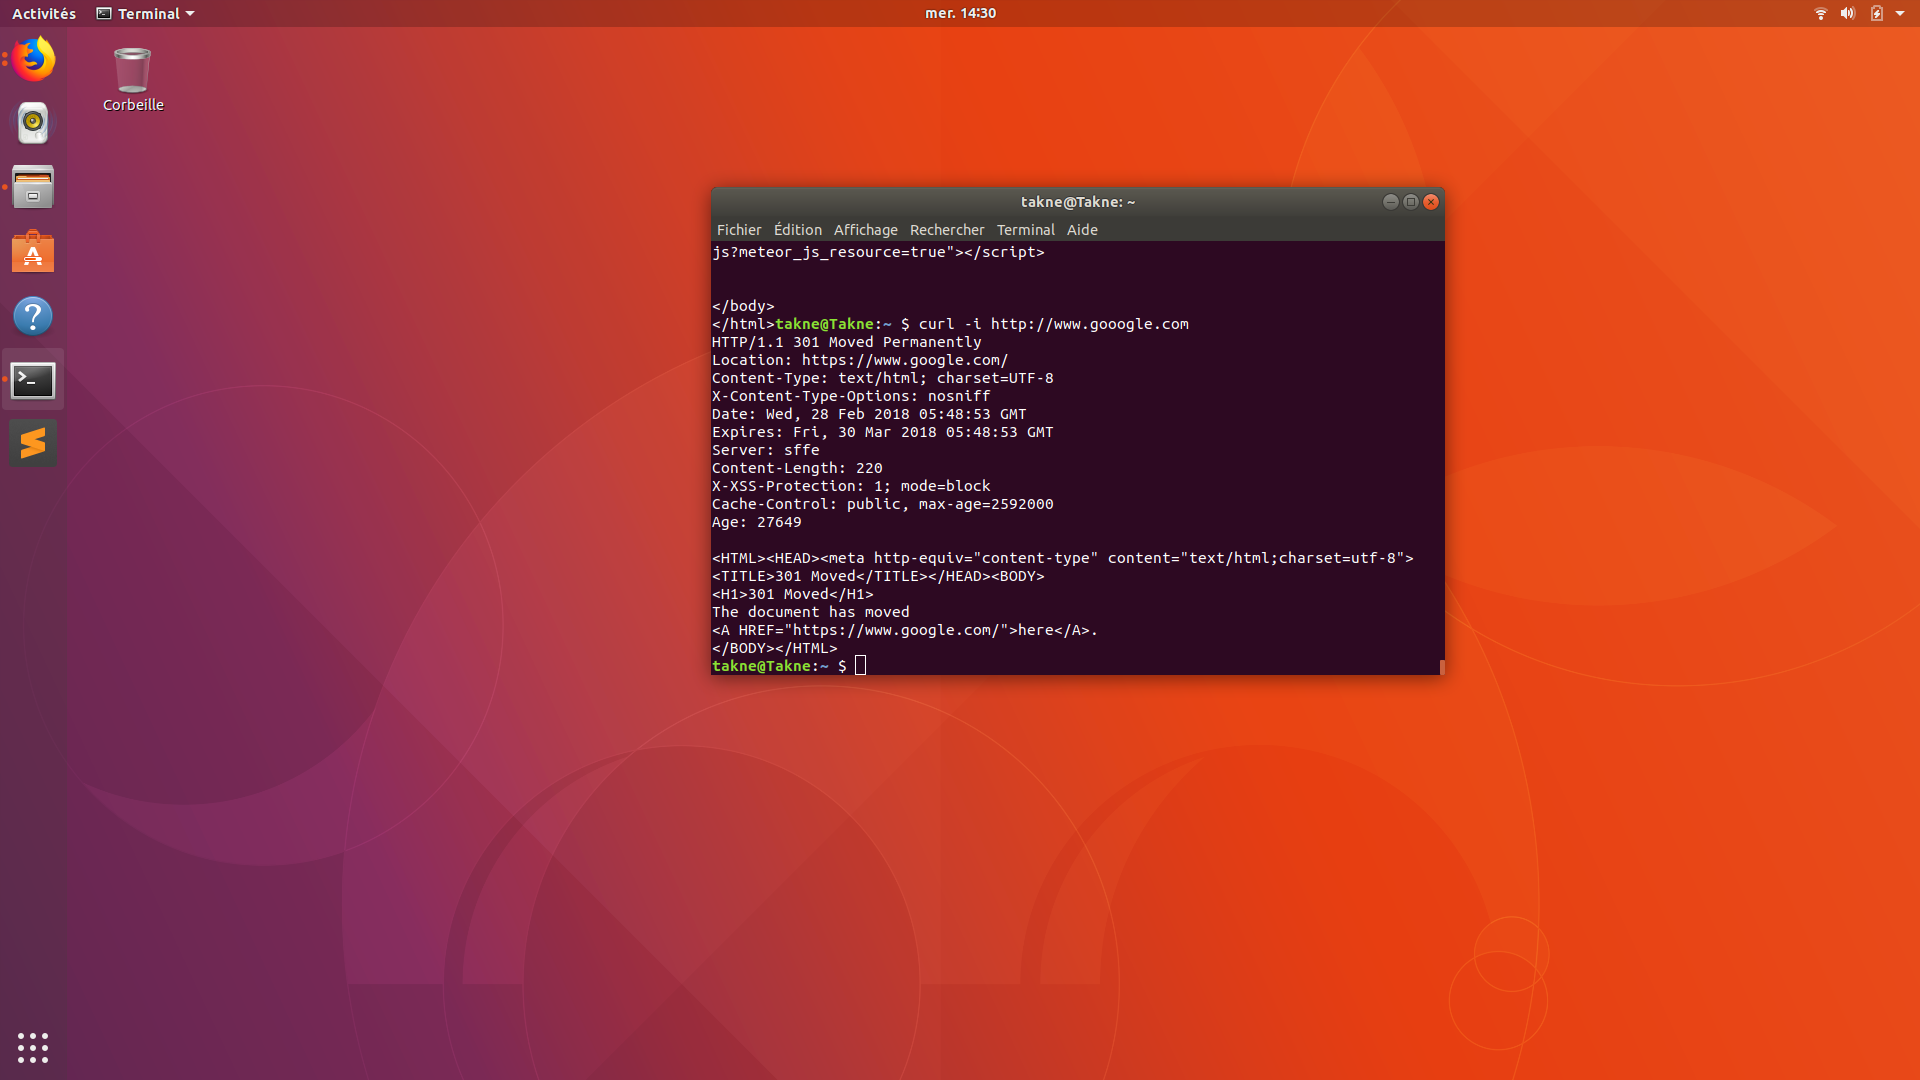 Activités Terminal mer. 14:30
Corbeille
takne@Takne: ~
Fichier Édition Affichage Rechercher Terminal Aide
js?meteor_js_resource=true"></script>
</body>
</html>takne@Takne:~ $ curl -i http://www.gooogle.com
HTTP/1.1 301 Moved Permanently
Location: https://www.google.com/
Content-Type: text/html; charset=UTF-8
X-Content-Type-Options: nosniff
Date: Wed, 28 Feb 2018 05:48:53 GMT
Expires: Fri, 30 Mar 2018 05:48:53 GMT
Server: sffe
Content-Length: 220
X-XSS-Protection: 1; mode=block
Cache-Control: public, max-age=2592000
Age: 27649
<HTML><HEAD><meta http-equiv="content-type" content="text/html;charset=utf-8">
<TITLE>301 Moved</TITLE></HEAD><BODY>
<H1>301 Moved</H1>
The document has moved
<A HREF="https://www.google.com/">here</A>.
</BODY></HTML>
takne@Takne:~ $